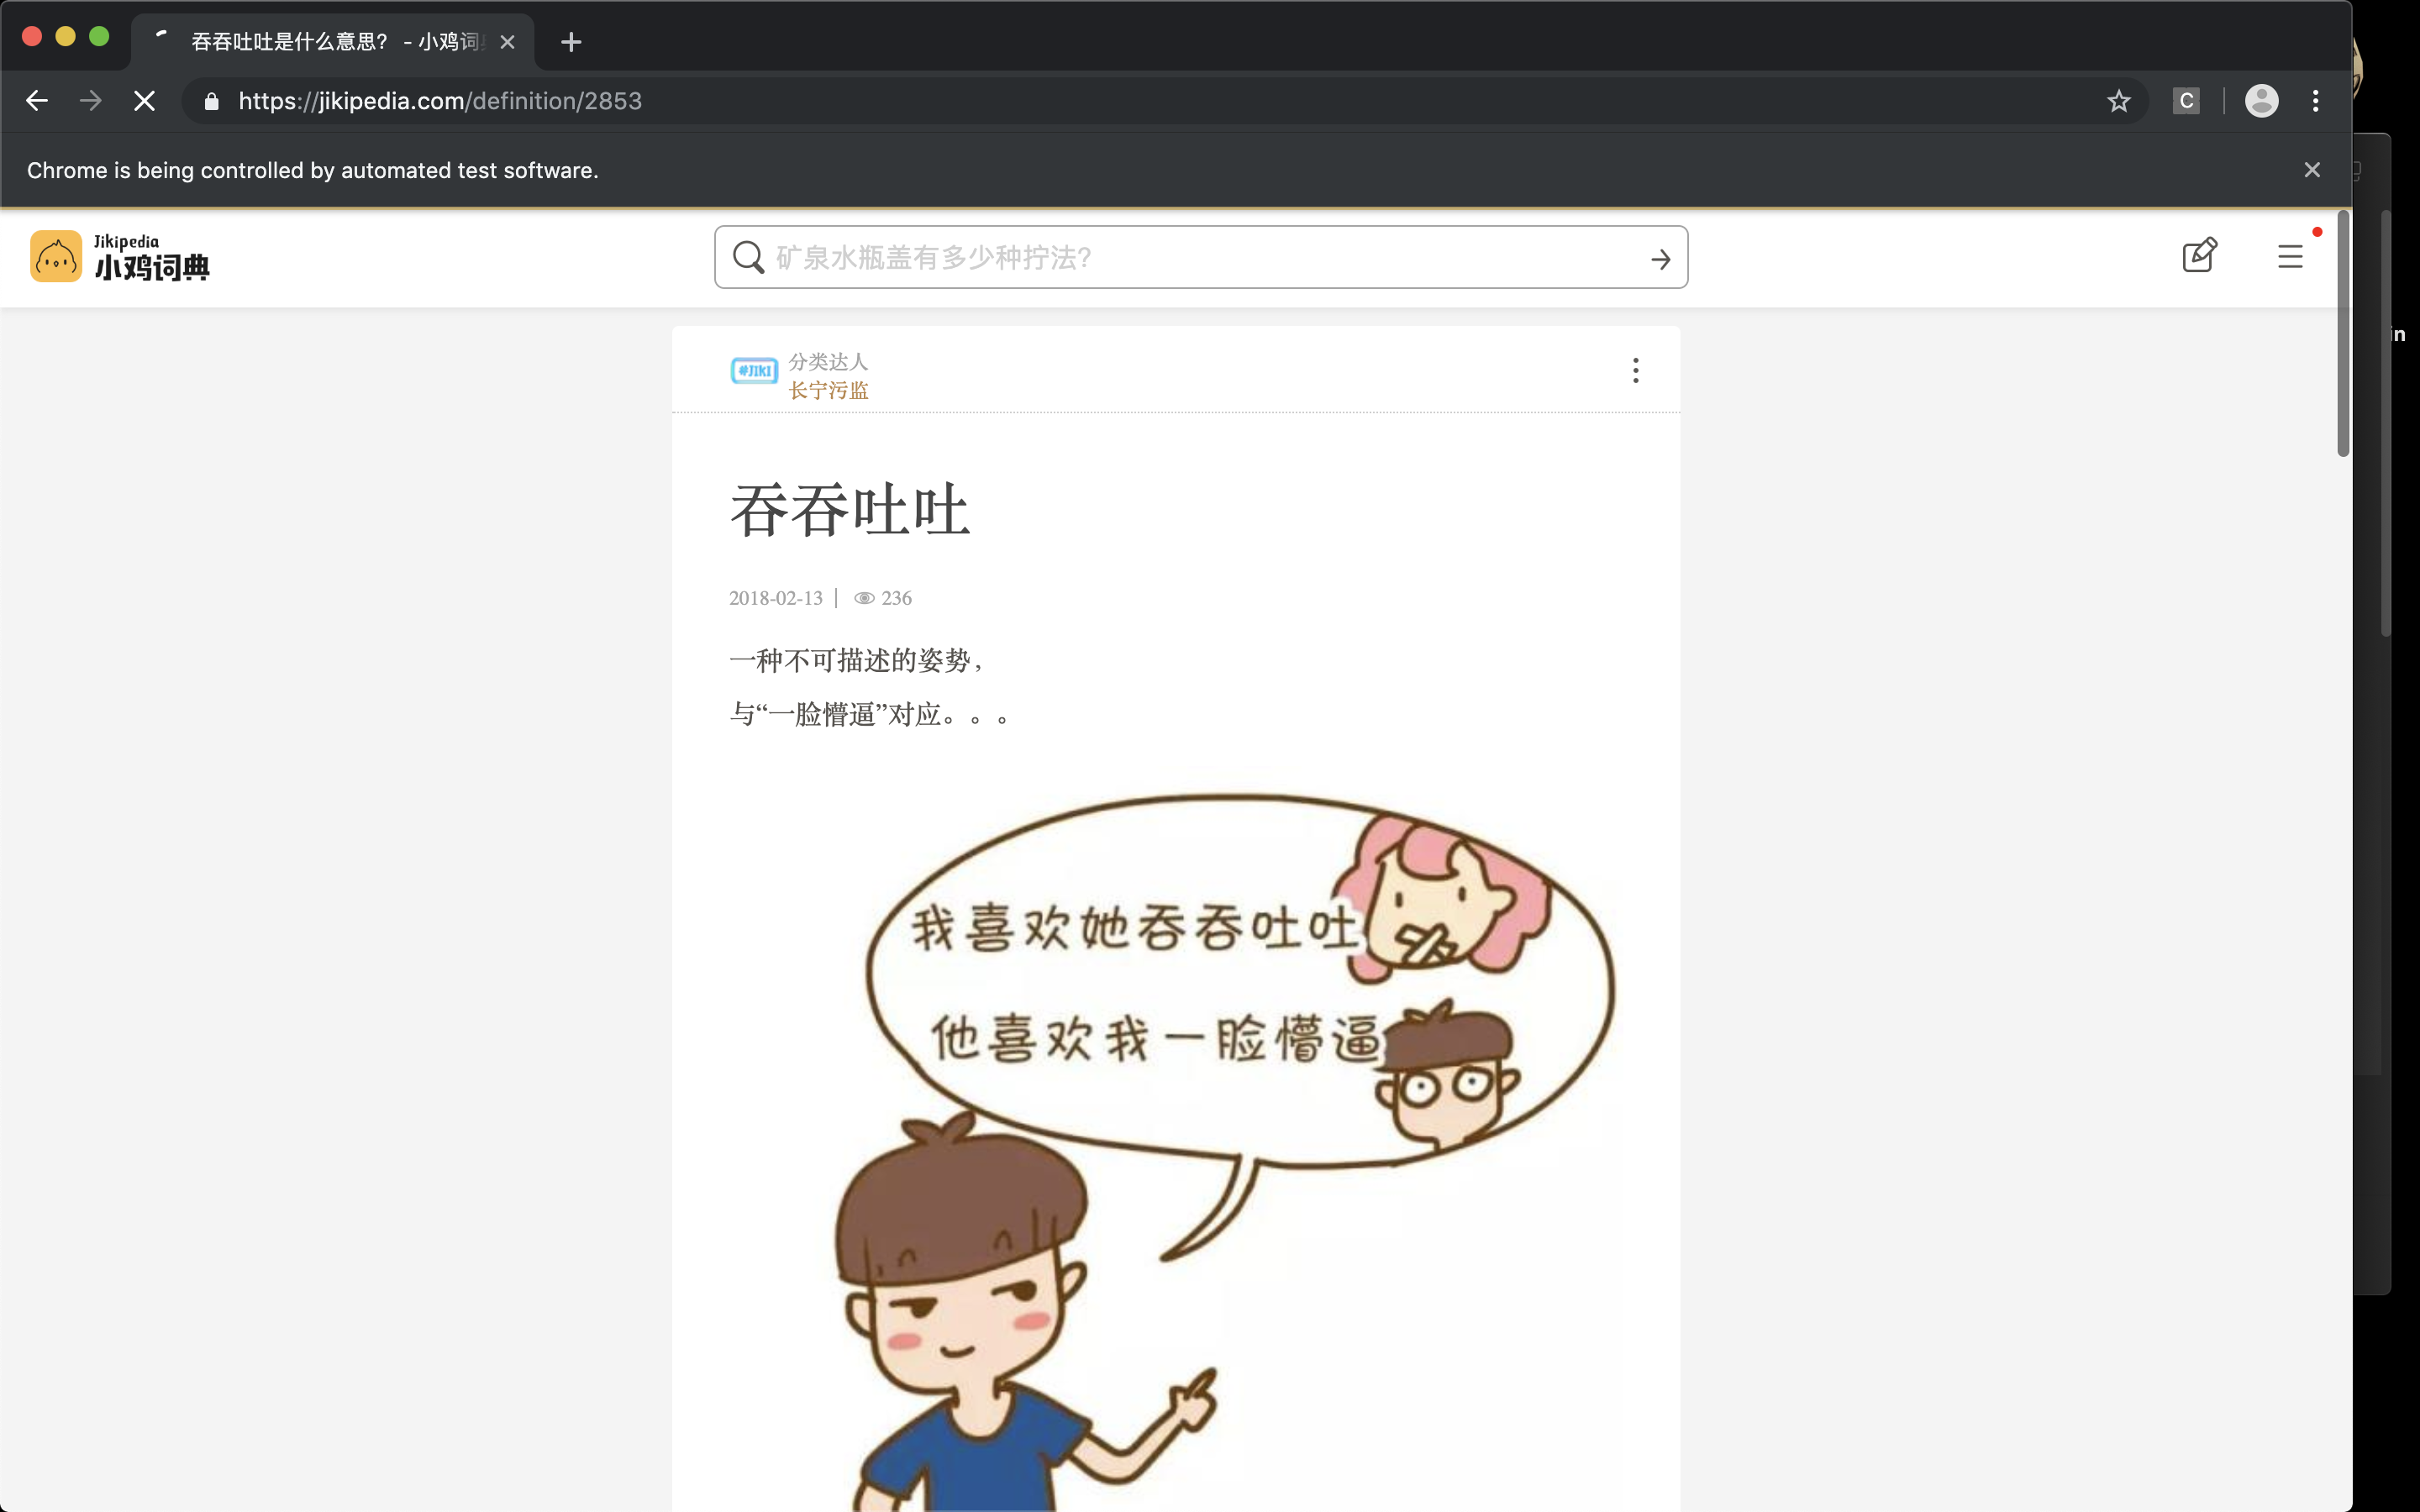 吞吞吐吐是什么意思？ - 小鸡词
https://jikipedia.com/definition/2853
C
Chrome is being controlled by automated test software.
Jikipedia
小鸡词典
矿泉水瓶盖有多少种拧法?
in
#JIKI
分类达人
长宁污监
吞吞吐吐
2018-02-13
236
一种不可描述的姿势，
与“一脸懵逼”对应。。。
我喜欢她吞吞吐吐
他喜欢我一脸懵逼